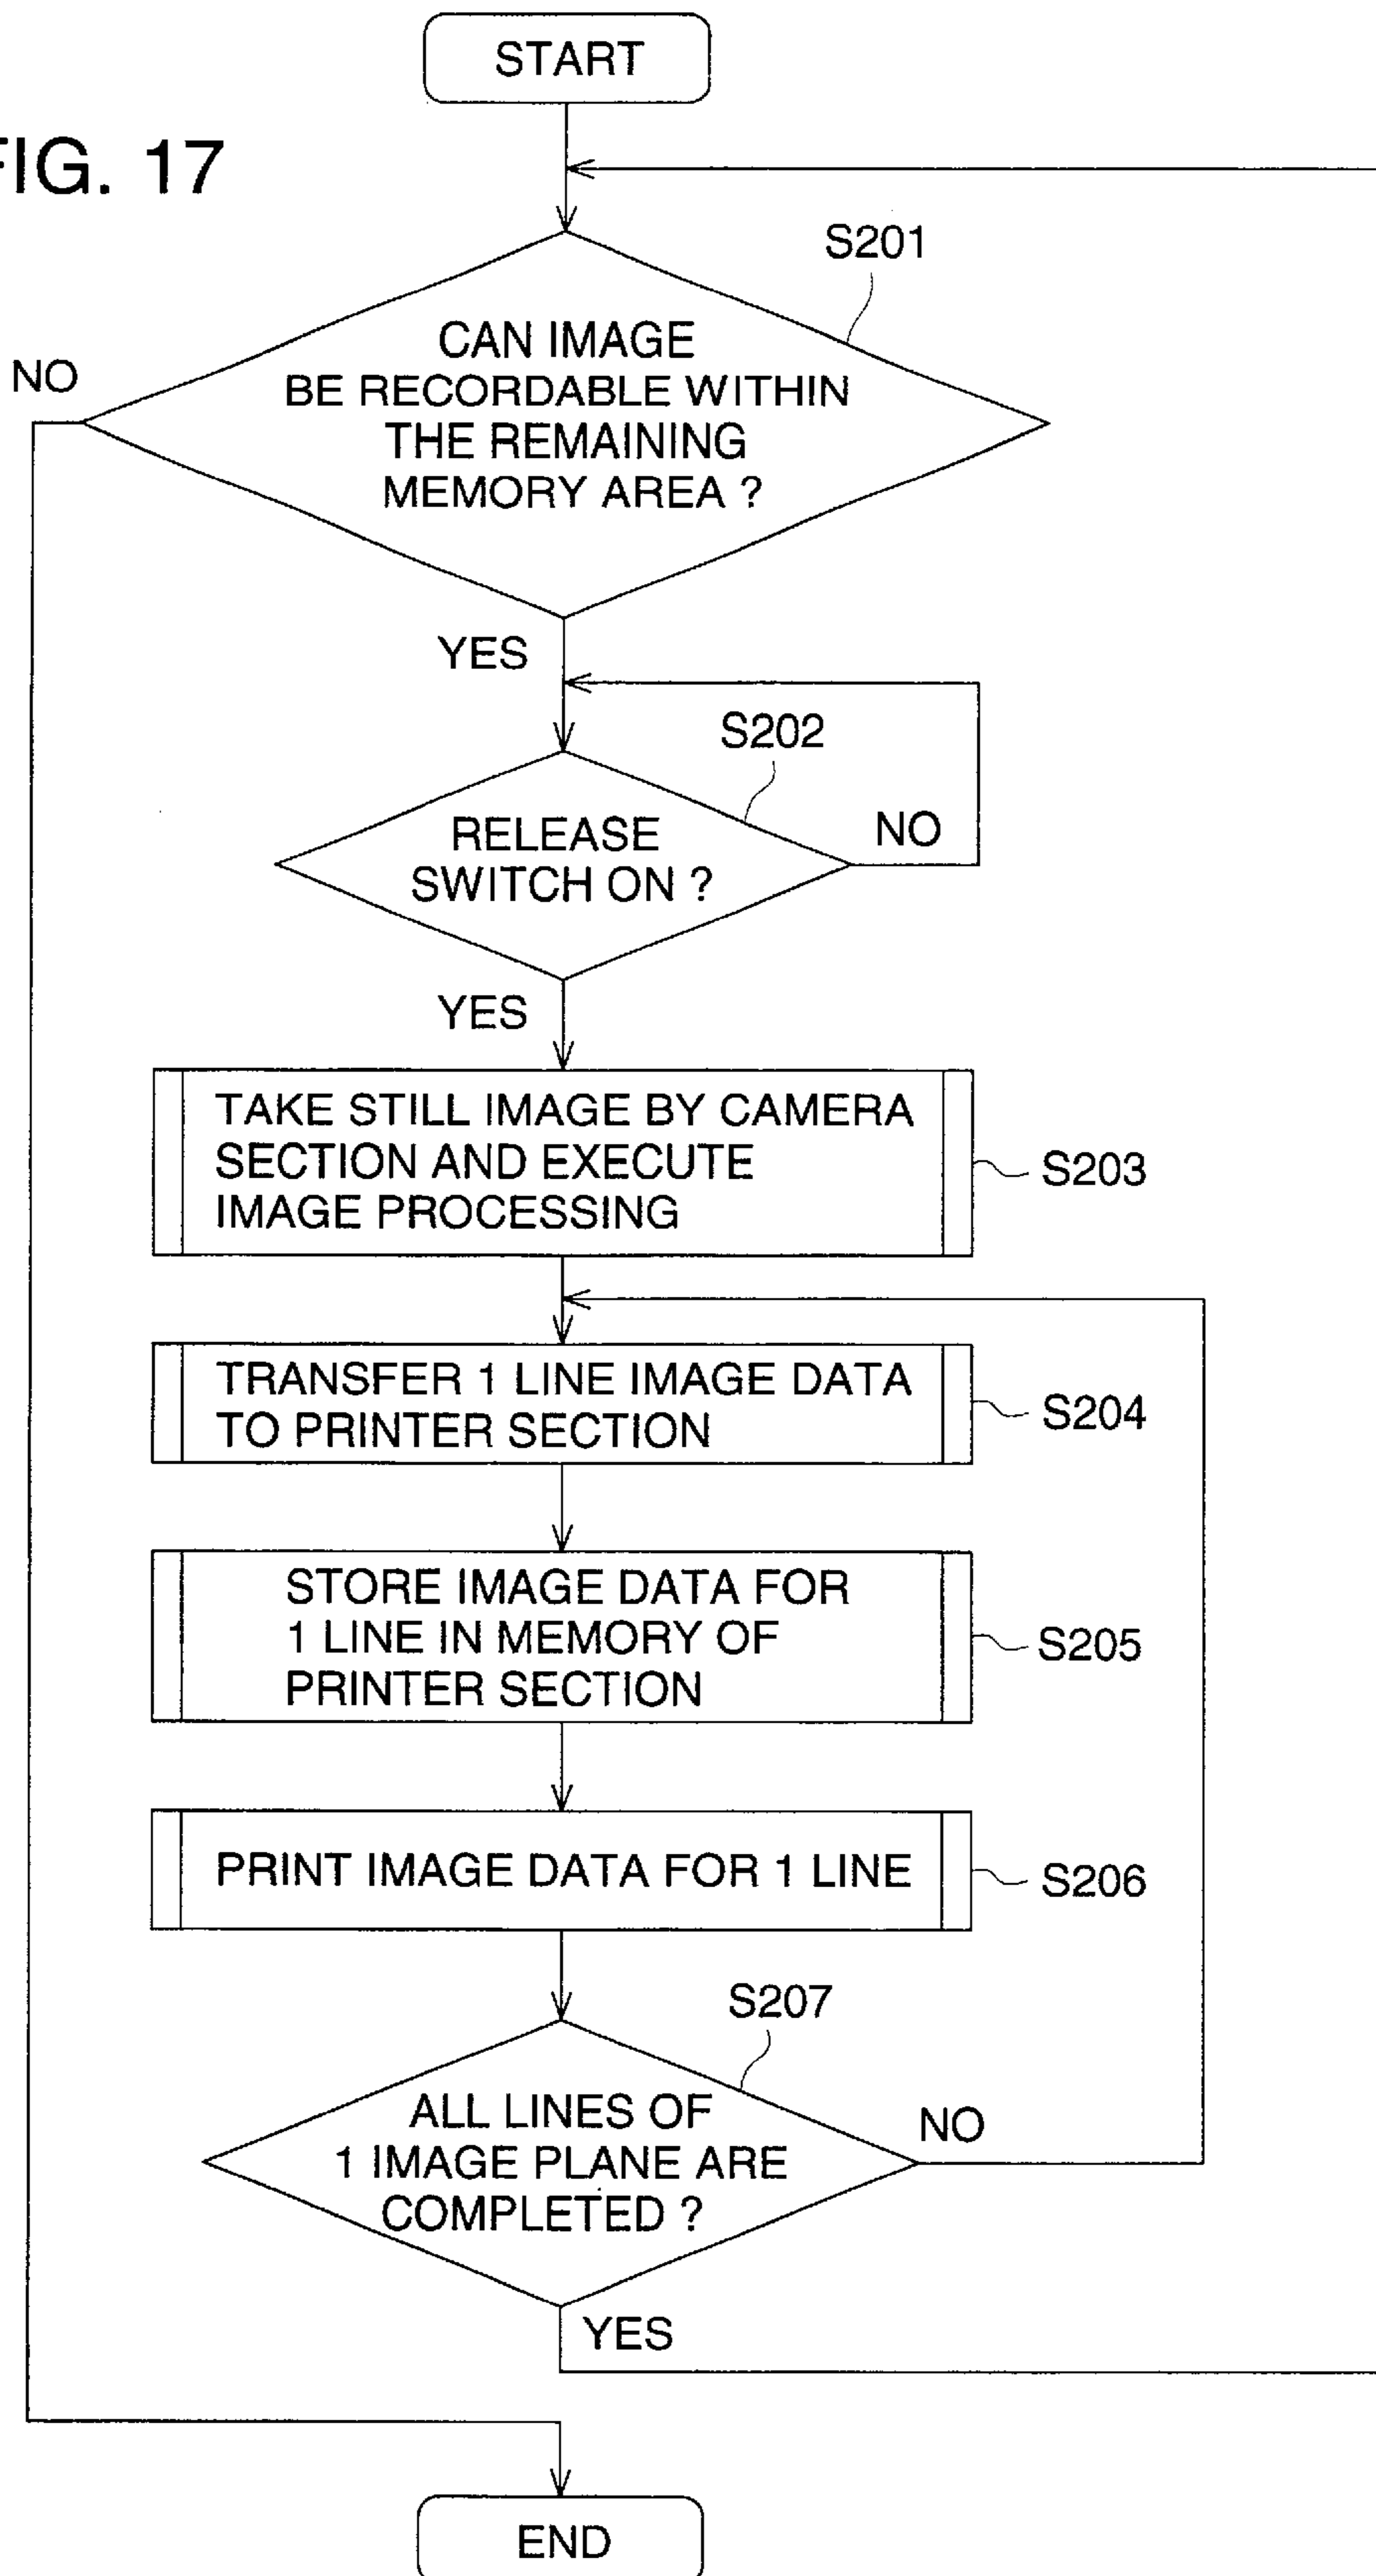 START
FIG. 17
S201
CAN IMAGE
BE RECORDABLE WITHIN
THE REMAINING
MEMORY AREA ?
NO
YES
S202
RELEASE
SWITCH ON ?
NO
YES
TAKE STILL IMAGE BY CAMERA
SECTION AND EXECUTE
IMAGE PROCESSING
S203
TRANSFER 1 LINE IMAGE DATA
TO PRINTER SECTION
S204
STORE IMAGE DATA FOR
1 LINE IN MEMORY OF
PRINTER SECTION
S205
PRINT IMAGE DATA FOR 1 LINE
S206
S207
ALL LINES OF
1 IMAGE PLANE ARE
COMPLETED ?
NO
YES
END